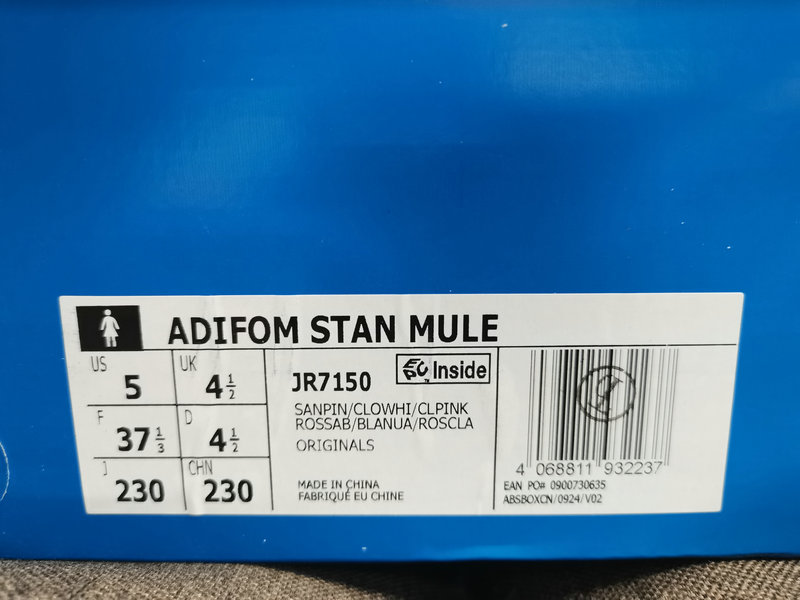 ADIFOM STAN MULE
US 5 UK 4 1/2
F 37 1/3 D 4 1/2
J 230 CHN 230
JR7150 EPC™ Inside
SANPIN/CLOWHI/CLPINK
ROSSAB/BLANUA/ROSCLA
ORIGINALS
MADE IN CHINA
FABRIQUÉ EU CHINE
4 068811 932237
EAN PO# 0900730635
ABSBOXCN/0924/V02